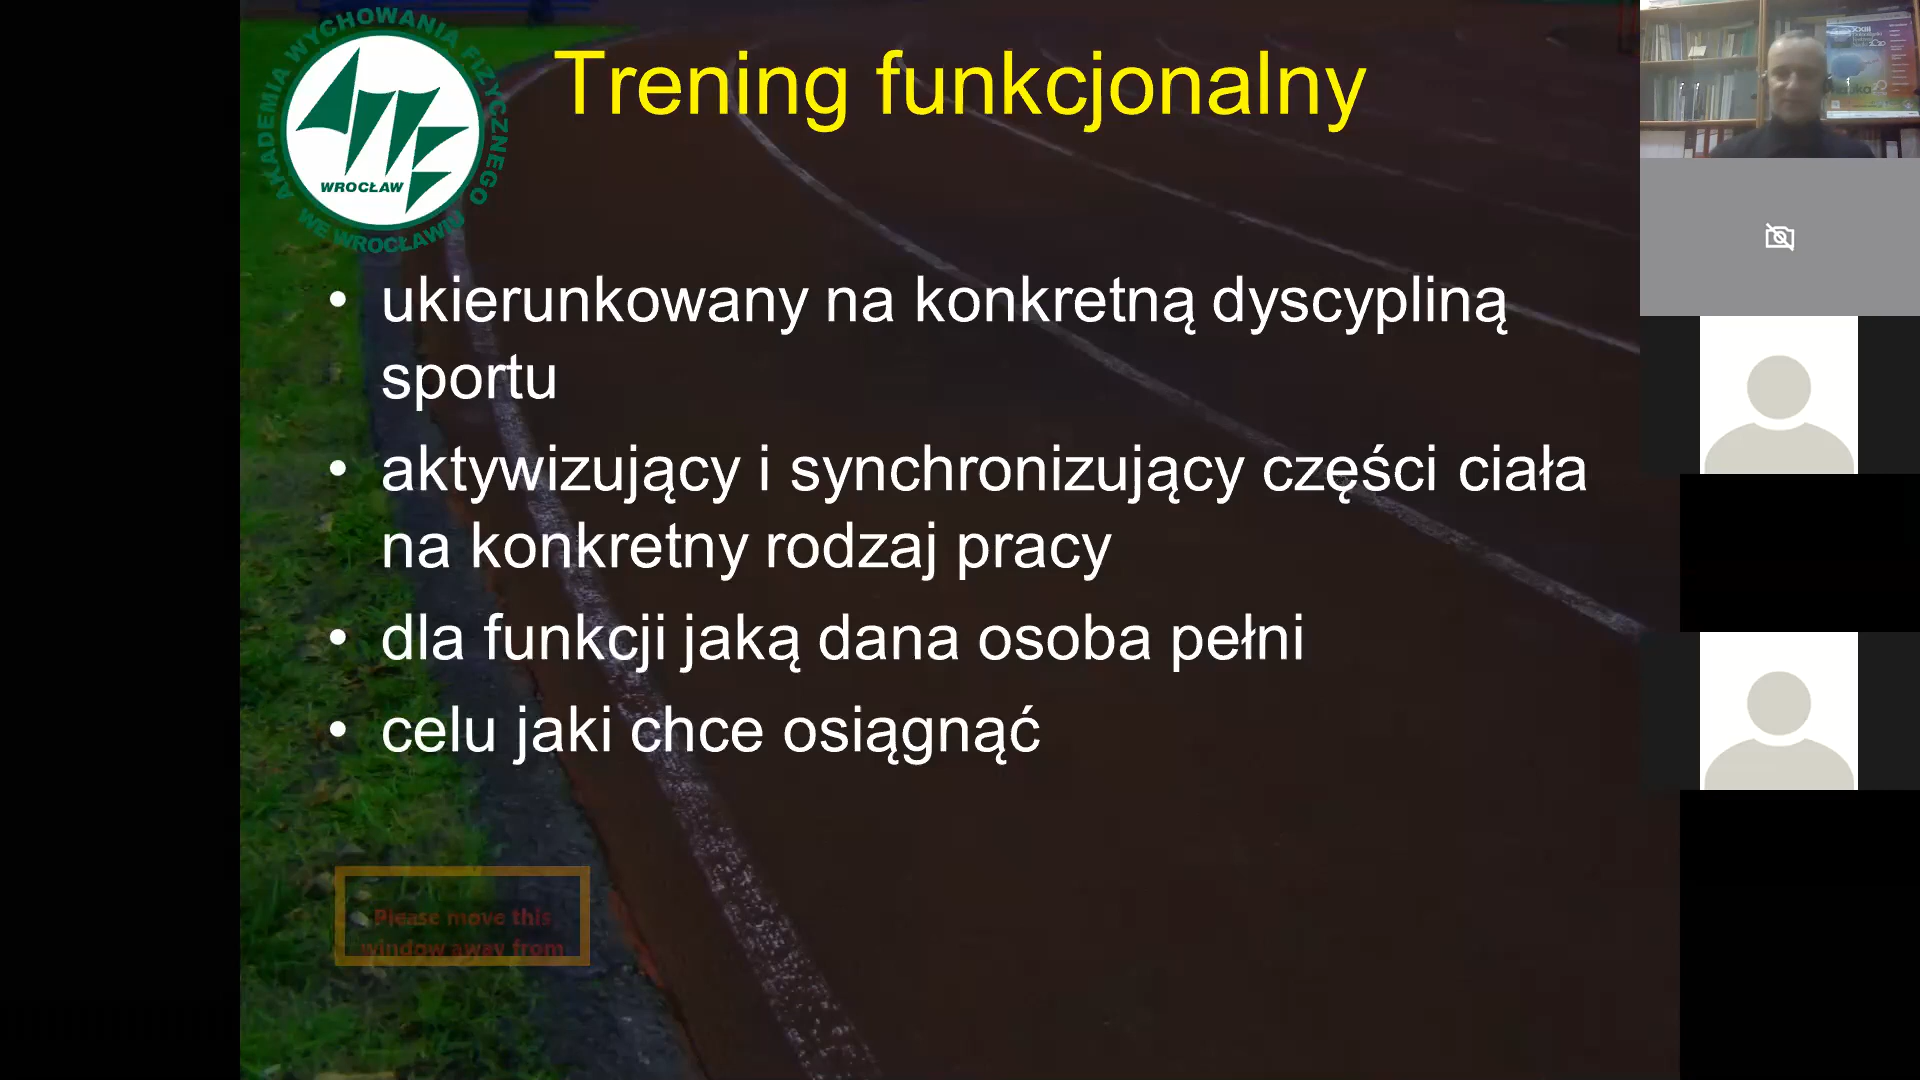 AKADEMIA WYCHOWANIA FIZYCZNEGO
WE WROCŁAWIU
WROCŁAW
Trening funkcjonalny
• ukierunkowany na konkretną dyscypliną
sportu
• aktywizujący i synchronizujący części ciała
na konkretny rodzaj pracy
• dla funkcji jaką dana osoba pełni
• celu jaki chce osiągnąć
Please move this
window away from